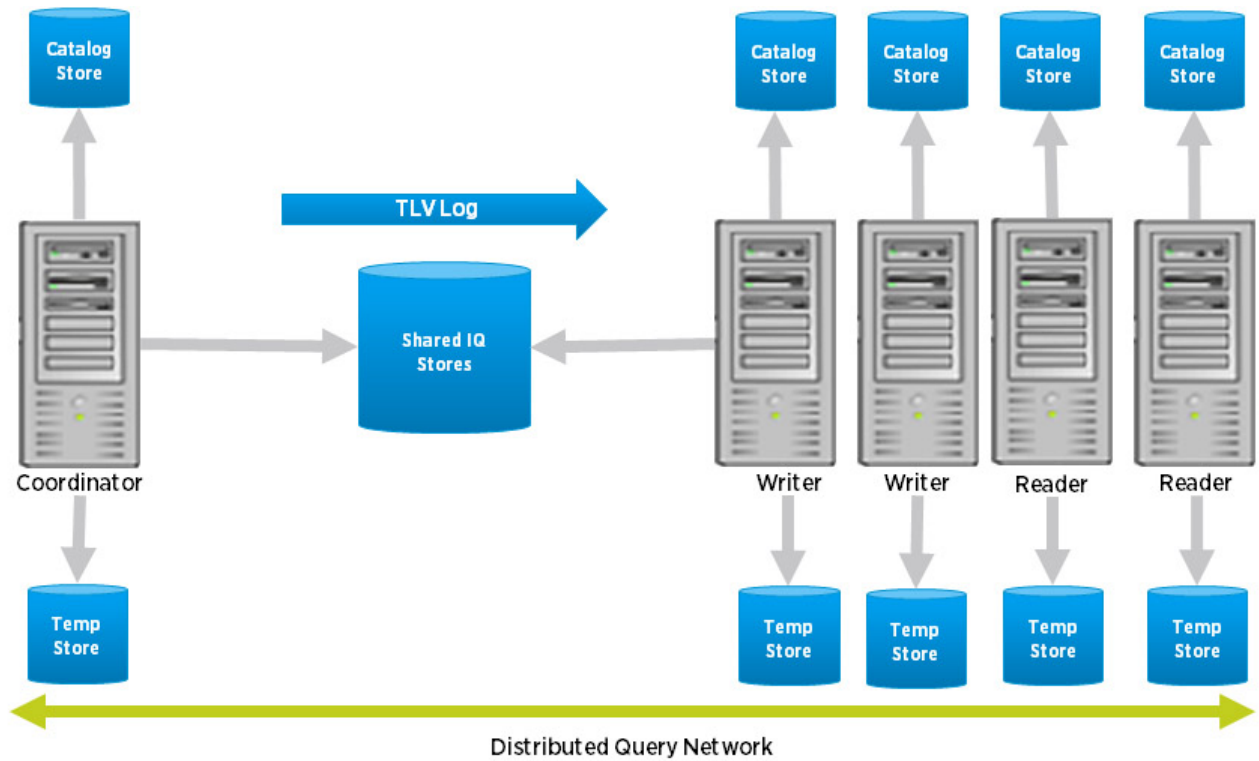 Catalog
Store
Catalog
Store
Catalog
Store
Catalog
Store
Catalog
Store
TLV Log
Shared IQ
Stores
Coordinator
Writer
Writer
Reader
Reader
Temp
Store
Temp
Store
Temp
Store
Temp
Store
Temp
Store
Distributed Query Network